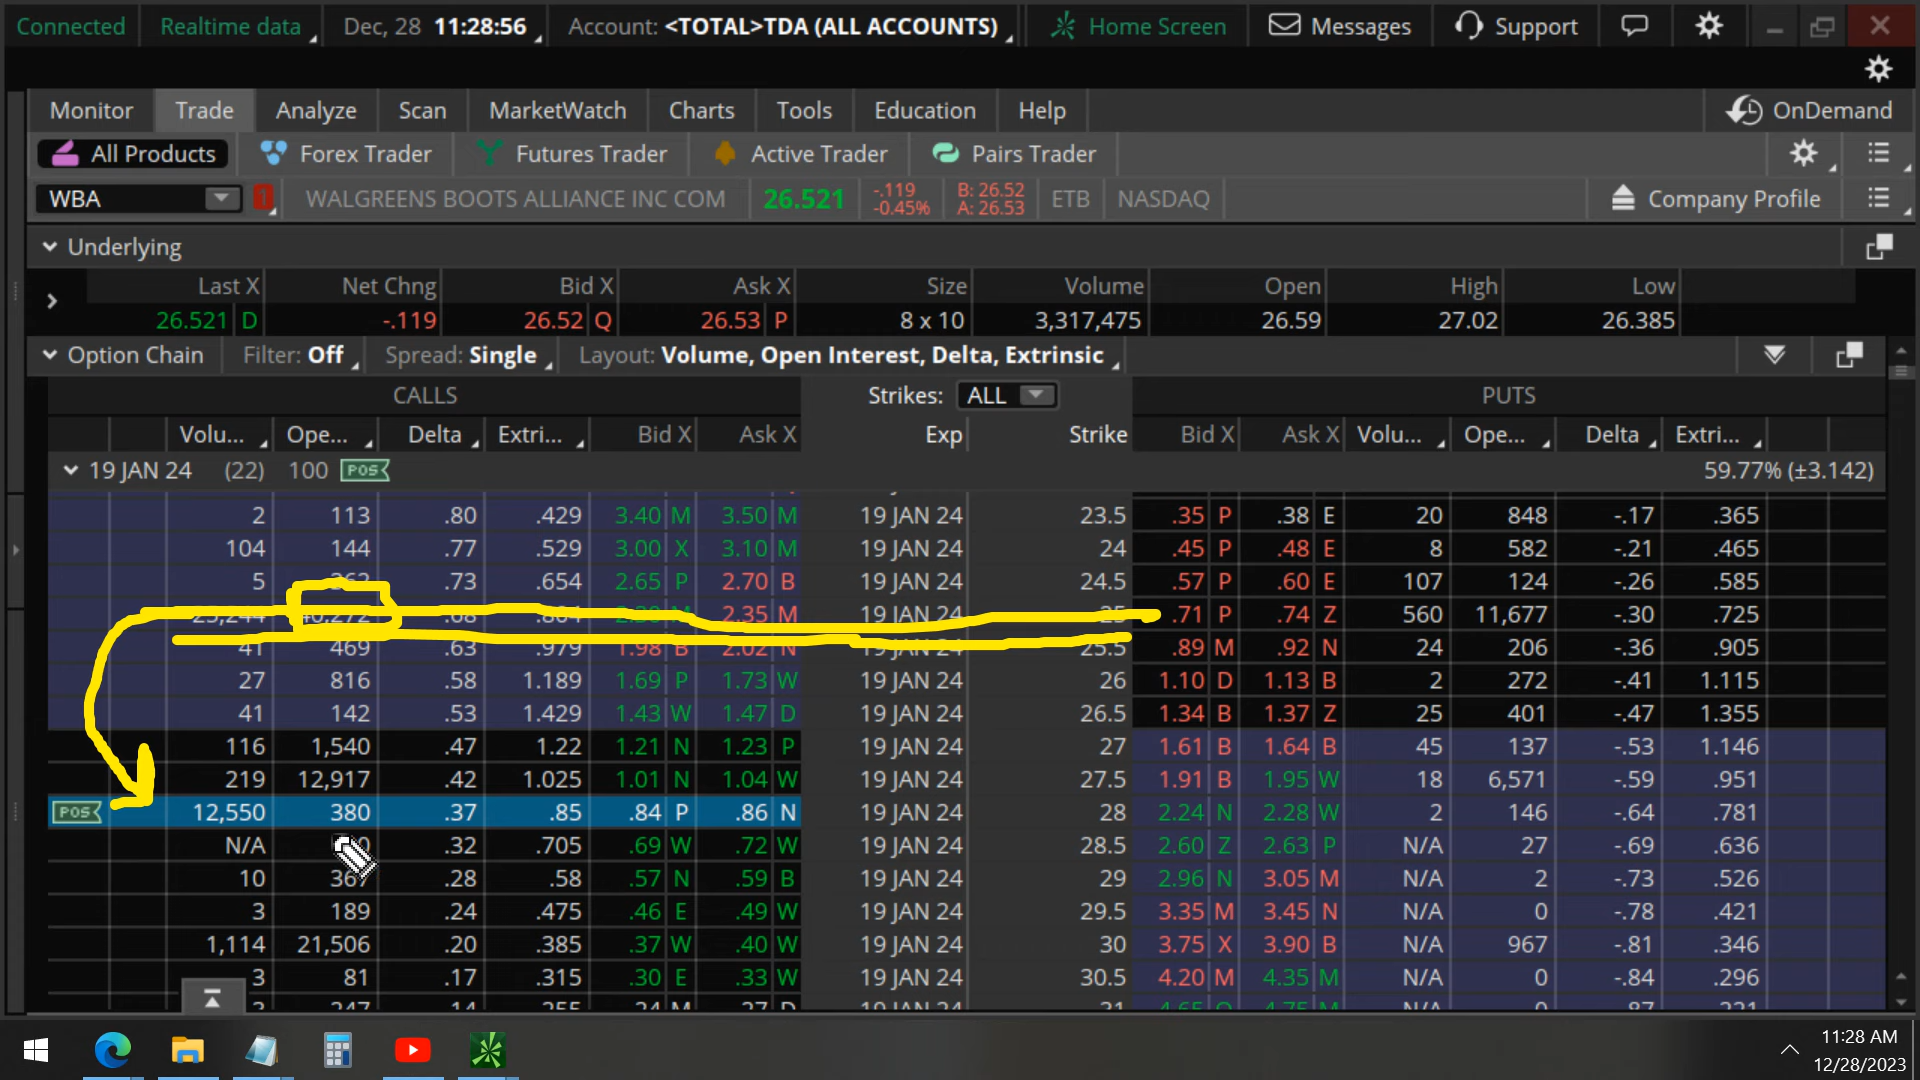 Connected Realtime data Dec, 28 11:28:56 Account: <TOTAL>TDA (ALL ACCOUNTS) Home Screen Messages Support
Monitor Trade Analyze Scan MarketWatch Charts Tools Education Help OnDemand
All Products Forex Trader Futures Trader Active Trader Pairs Trader
WBA 1 WALGREENS BOOTS ALLIANCE INC COM 26.521 -.119 -0.45% B: 26.52 A: 26.53 ETB NASDAQ Company Profile
Underlying
Last X Net Chng Bid X Ask X Size Volume Open High Low
26.521 D -.119 26.52 Q 26.53 P 8 x 10 3,317,475 26.59 27.02 26.385
Option Chain Filter: Off Spread: Single Layout: Volume, Open Interest, Delta, Extrinsic
CALLS Strikes: ALL PUTS
Volu... Ope... Delta Extri... Bid X Ask X Exp Strike Bid X Ask X Volu... Ope... Delta Extri...
19 JAN 24 (22) 100 POS 59.77% (±3.142)
2 113 .80 .429 3.40 M 3.50 M 19 JAN 24 23.5 .35 P .38 E 20 848 -.17 .365
104 144 .77 .529 3.00 X 3.10 M 19 JAN 24 24 .45 P .48 E 8 582 -.21 .465
5 .73 .654 2.65 P 2.70 B 19 JAN 24 24.5 .57 P .60 E 107 124 -.26 .585
2.35 M 19 JAN 24 25 .71 P .74 Z 560 11,677 -.30 .725
41 469 .63 .979 1.98 B 2.02 N 19 JAN 24 25.5 .89 M .92 N 24 206 -.36 .905
27 816 .58 1.189 1.69 P 1.73 W 19 JAN 24 26 1.10 D 1.13 B 2 272 -.41 1.115
41 142 .53 1.429 1.43 W 1.47 D 19 JAN 24 26.5 1.34 B 1.37 Z 25 401 -.47 1.355
116 1,540 .47 1.22 1.21 N 1.23 P 19 JAN 24 27 1.61 B 1.64 B 45 137 -.53 1.146
219 12,917 .42 1.025 1.01 N 1.04 W 19 JAN 24 27.5 1.91 B 1.95 W 18 6,571 -.59 .951
POS 12,550 380 .37 .85 .84 P .86 N 19 JAN 24 28 2.24 N 2.28 W 2 146 -.64 .781
N/A .32 .705 .69 W .72 W 19 JAN 24 28.5 2.60 Z 2.63 P N/A 27 -.69 .636
10 367 .28 .58 .57 N .59 B 19 JAN 24 29 2.96 N 3.05 M N/A 2 -.73 .526
3 189 .24 .475 .46 E .49 W 19 JAN 24 29.5 3.35 M 3.45 N N/A 0 -.78 .421
1,114 21,506 .20 .385 .37 W .40 W 19 JAN 24 30 3.75 X 3.90 B N/A 967 -.81 .346
3 81 .17 .315 .30 E .33 W 19 JAN 24 30.5 4.20 M 4.35 M N/A 0 -.84 .296
11:28 AM
12/28/2023